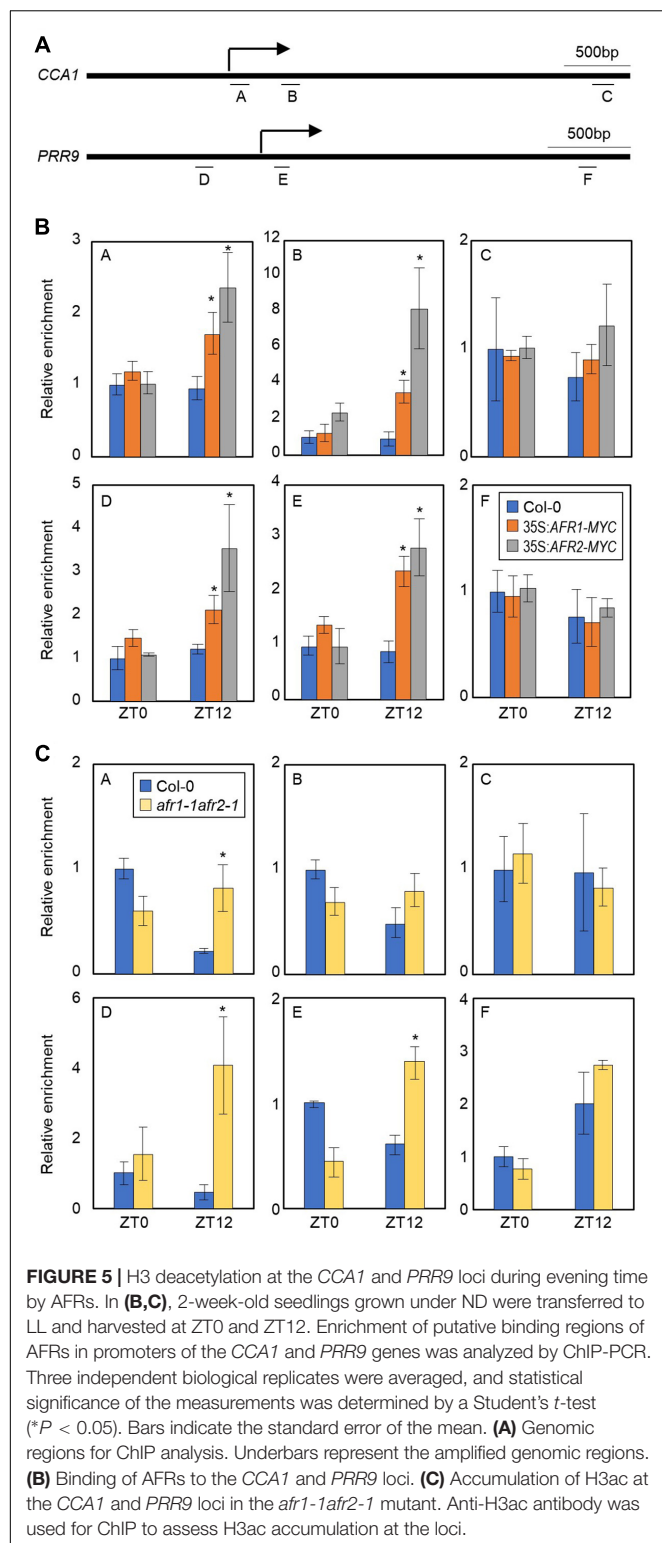 A
500bp
CCA1
A B C
500bp
PRR9
D E F
B
Relative enrichment
3
2
1
0
A
*
*
12
10
8
6
4
2
0
B
*
*
2
1
0
C
Relative enrichment
5
4
3
2
1
0
D
*
*
ZT0 ZT12
4
3
2
1
0
E
*
*
ZT0 ZT12
2
1
0
F
Col-0
35S:AFR1-MYC
35S:AFR2-MYC
ZT0 ZT12
C
Relative enrichment
2
1
0
A
Col-0
afr1-1afr2-1
*
2
1
0
B
2
1
0
C
Relative enrichment
6
4
2
0
D
*
ZT0 ZT12
2
1
0
E
*
ZT0 ZT12
4
3
2
1
0
F
ZT0 ZT12
FIGURE 5 | H3 deacetylation at the CCA1 and PRR9 loci during evening time
by AFRs. In (B,C), 2-week-old seedlings grown under ND were transferred to
LL and harvested at ZT0 and ZT12. Enrichment of putative binding regions of
AFRs in promoters of the CCA1 and PRR9 genes was analyzed by ChIP-PCR.
Three independent biological replicates were averaged, and statistical
significance of the measurements was determined by a Student's t-test
(*P < 0.05). Bars indicate the standard error of the mean. (A) Genomic
regions for ChIP analysis. Underbars represent the amplified genomic regions.
(B) Binding of AFRs to the CCA1 and PRR9 loci. (C) Accumulation of H3ac at
the CCA1 and PRR9 loci in the afr1-1afr2-1 mutant. Anti-H3ac antibody was
used for ChIP to assess H3ac accumulation at the loci.